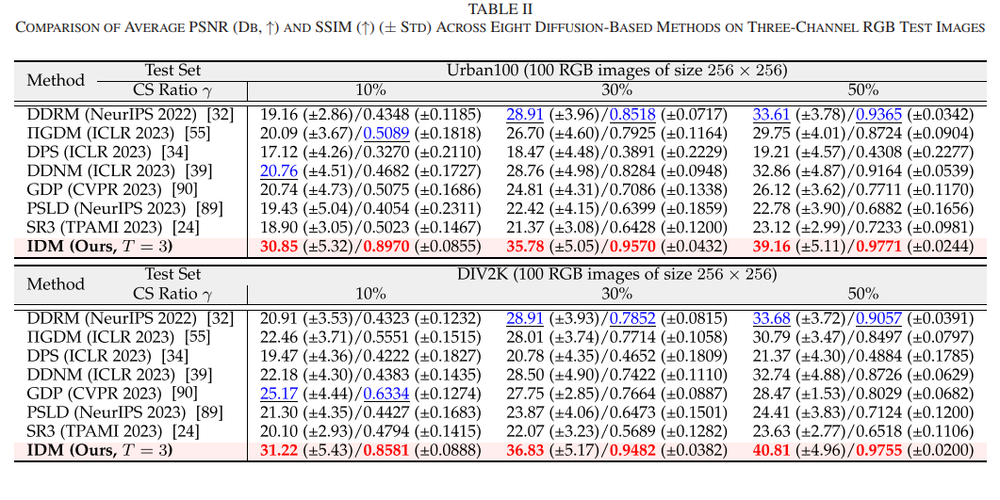 TABLE II
COMPARISON OF AVERAGE PSNR (DB, ↑) AND SSIM (↑) (± STD) ACROSS EIGHT DIFFUSION-BASED METHODS ON THREE-CHANNEL RGB TEST IMAGES
Method Test Set Urban100 (100 RGB images of size 256 × 256)
CS Ratio γ 10% 30% 50%
DDRM (NeurIPS 2022) [32] 19.16 (±2.86)/0.4348 (±0.1185) 28.91 (±3.96)/0.8518 (±0.0717) 33.61 (±3.78)/0.9365 (±0.0342)
ΠGDM (ICLR 2023) [55] 20.09 (±3.67)/0.5089 (±0.1818) 26.70 (±4.60)/0.7925 (±0.1164) 29.75 (±4.01)/0.8724 (±0.0904)
DPS (ICLR 2023) [34] 17.12 (±4.26)/0.3270 (±0.2110) 18.47 (±4.48)/0.3891 (±0.2229) 19.21 (±4.57)/0.4308 (±0.2277)
DDNM (ICLR 2023) [39] 20.76 (±4.51)/0.4682 (±0.1727) 28.76 (±4.98)/0.8284 (±0.0948) 32.86 (±4.87)/0.9164 (±0.0539)
GDP (CVPR 2023) [90] 20.74 (±4.73)/0.5075 (±0.1686) 24.81 (±4.31)/0.7086 (±0.1338) 26.12 (±3.62)/0.7711 (±0.1170)
PSLD (NeurIPS 2023) [89] 19.43 (±5.04)/0.4054 (±0.2311) 22.42 (±4.15)/0.6399 (±0.1859) 22.78 (±3.90)/0.6882 (±0.1656)
SR3 (TPAMI 2023) [24] 18.90 (±3.05)/0.5023 (±0.1467) 21.37 (±3.08)/0.6428 (±0.1200) 23.12 (±2.99)/0.7233 (±0.0981)
IDM (Ours, T = 3) 30.85 (±5.32)/0.8970 (±0.0855) 35.78 (±5.05)/0.9570 (±0.0432) 39.16 (±5.11)/0.9771 (±0.0244)
Method Test Set DIV2K (100 RGB images of size 256 × 256)
CS Ratio γ 10% 30% 50%
DDRM (NeurIPS 2022) [32] 20.91 (±3.53)/0.4323 (±0.1232) 28.91 (±3.93)/0.7852 (±0.0815) 33.68 (±3.72)/0.9057 (±0.0391)
ΠGDM (ICLR 2023) [55] 22.46 (±3.71)/0.5551 (±0.1515) 28.01 (±3.74)/0.7714 (±0.1058) 30.79 (±3.47)/0.8497 (±0.0797)
DPS (ICLR 2023) [34] 19.47 (±4.36)/0.4222 (±0.1827) 20.78 (±4.35)/0.4652 (±0.1809) 21.37 (±4.30)/0.4884 (±0.1785)
DDNM (ICLR 2023) [39] 22.18 (±4.30)/0.4383 (±0.1435) 28.50 (±4.90)/0.7422 (±0.1110) 32.74 (±4.88)/0.8726 (±0.0629)
GDP (CVPR 2023) [90] 25.17 (±4.44)/0.6334 (±0.1274) 27.75 (±2.85)/0.7664 (±0.0887) 28.47 (±1.53)/0.8029 (±0.0682)
PSLD (NeurIPS 2023) [89] 21.30 (±4.35)/0.4427 (±0.1683) 23.87 (±4.06)/0.6473 (±0.1501) 24.41 (±3.83)/0.7124 (±0.1200)
SR3 (TPAMI 2023) [24] 20.10 (±2.93)/0.4794 (±0.1415) 22.07 (±3.23)/0.5689 (±0.1282) 23.63 (±2.77)/0.6518 (±0.1106)
IDM (Ours, T = 3) 31.22 (±5.43)/0.8581 (±0.0888) 36.83 (±5.17)/0.9482 (±0.0382) 40.81 (±4.96)/0.9755 (±0.0200)